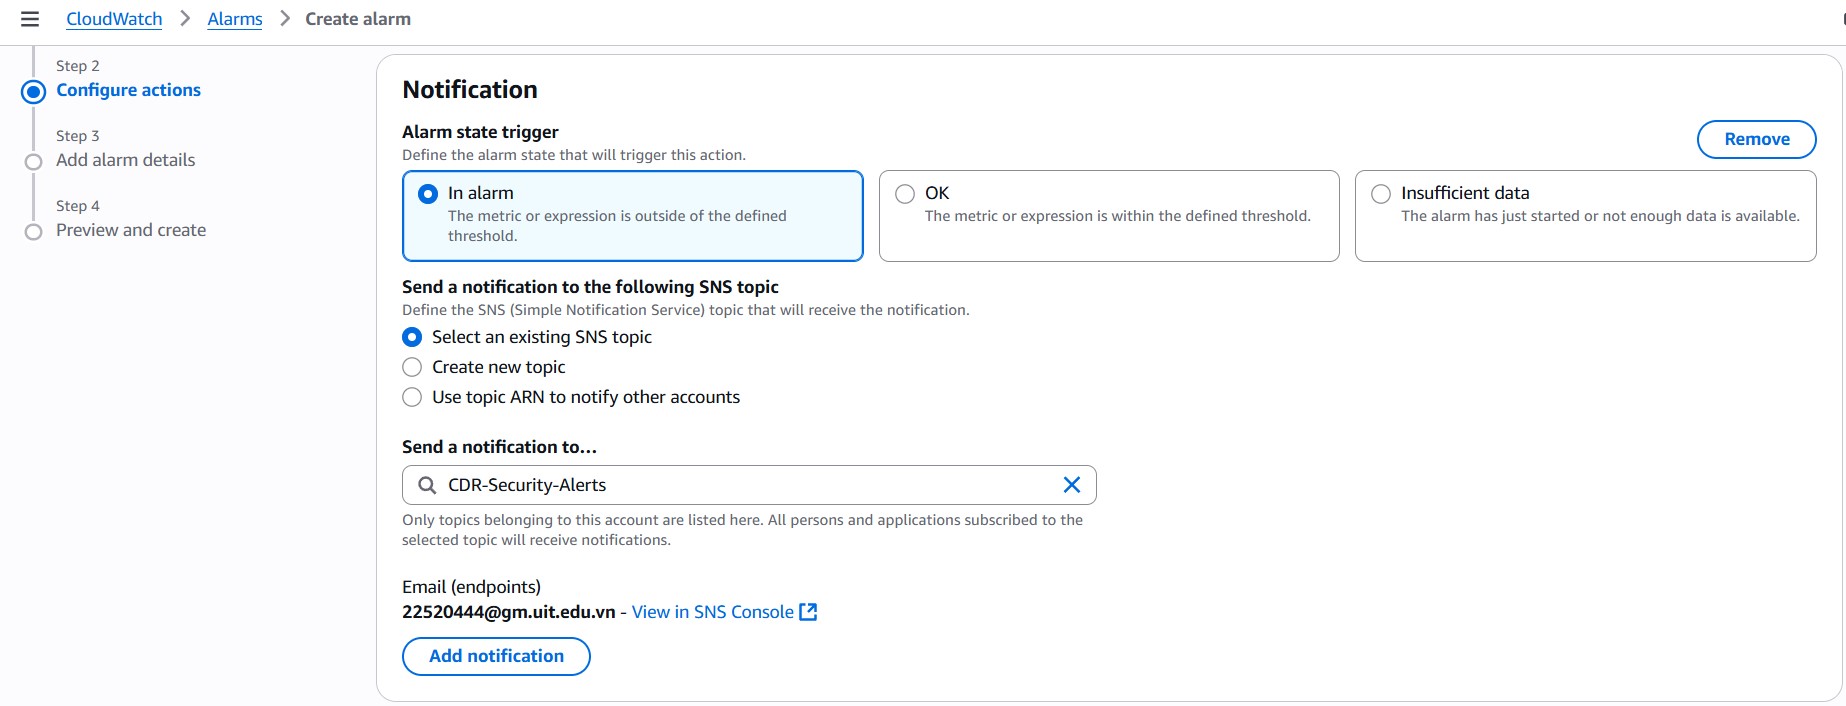 CloudWatch > Alarms > Create alarm
Step 2
Configure actions
Step 3
Add alarm details
Step 4
Preview and create
Notification
Alarm state trigger
Define the alarm state that will trigger this action.
Remove
In alarm
The metric or expression is outside of the defined
threshold.
OK
The metric or expression is within the defined threshold.
Insufficient data
The alarm has just started or not enough data is available.
Send a notification to the following SNS topic
Define the SNS (Simple Notification Service) topic that will receive the notification.
Select an existing SNS topic
Create new topic
Use topic ARN to notify other accounts
Send a notification to…
CDR-Security-Alerts
Only topics belonging to this account are listed here. All persons and applications subscribed to the
selected topic will receive notifications.
Email (endpoints)
22520444@gm.uit.edu.vn - View in SNS Console
Add notification